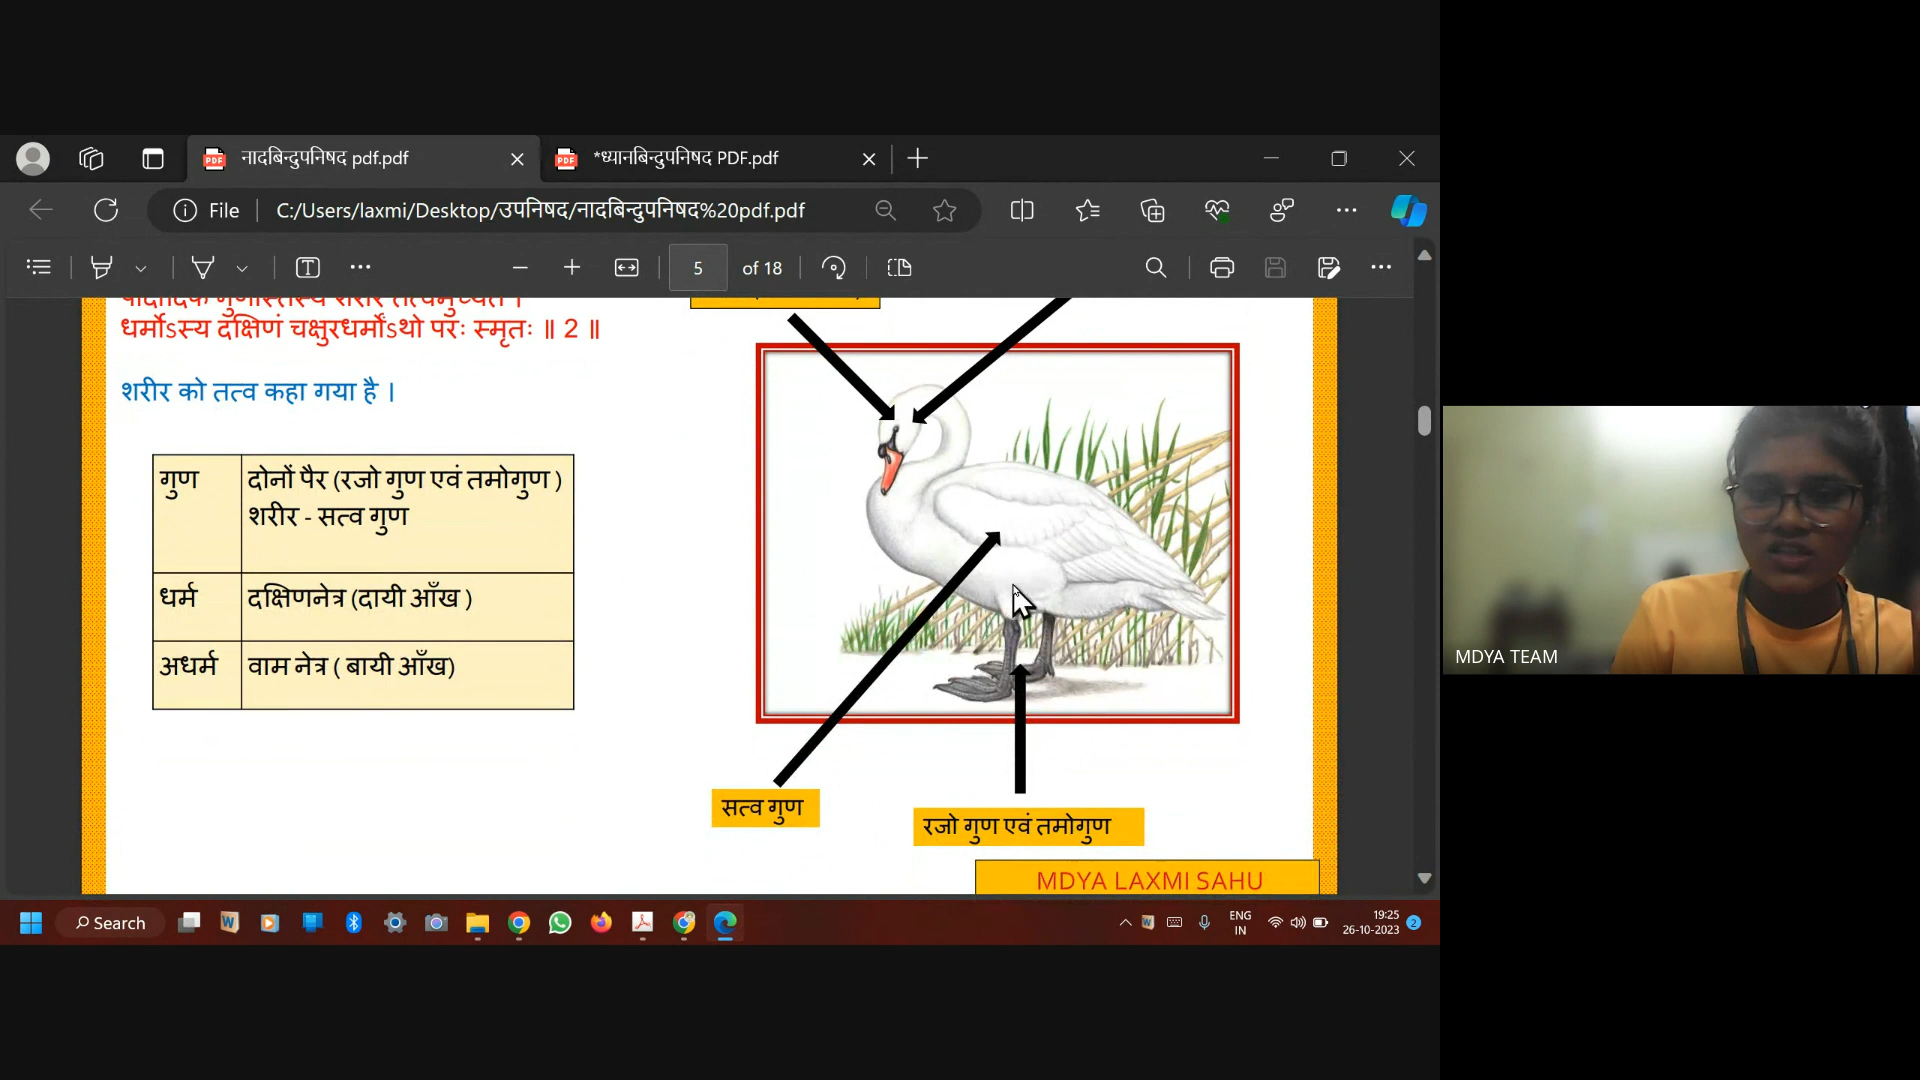 नादबिन्दुपनिषद pdf.pdf
*ध्यानबिन्दुपनिषद PDF.pdf
File
C:/Users/laxmi/Desktop/उपनिषद/नादबिन्दुपनिषद%20pdf.pdf
5 of 18
धर्मोऽस्य दक्षिणं चक्षुरधर्मोंऽथो परः स्मृतः ॥ 2 ॥
शरीर को तत्व कहा गया है ।
गुण
दोनों पैर (रजो गुण एवं तमोगुण )
शरीर - सत्व गुण
धर्म
दक्षिणनेत्र (दायी आँख )
अधर्म
वाम नेत्र ( बायी आँख)
सत्व गुण
रजो गुण एवं तमोगुण
MDYA LAXMI SAHU
MDYA TEAM
Search
ENG
IN
19:25
26-10-2023
2